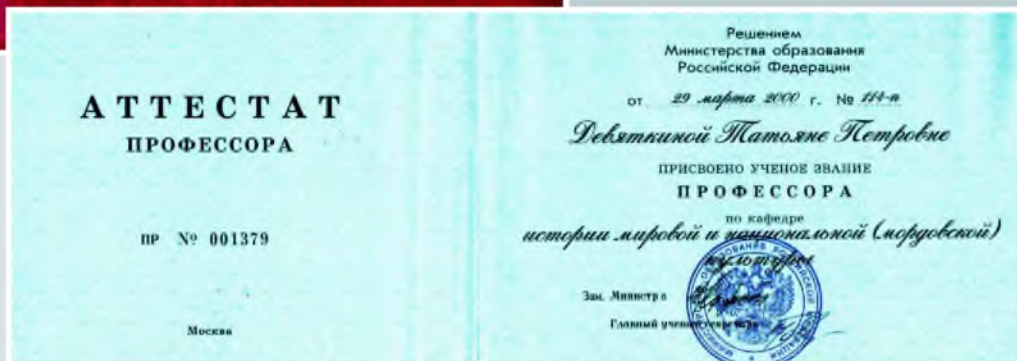 АТТЕСТАТ
ПРОФЕССОРА
ПР № 001379
Москва
Решением
Министерства образования
Российской Федерации
от 29 марта 2000 г. № 114-п
Девяткиной Татьяне Петровне
ПРИСВОЕНО УЧЕНОЕ ЗВАНИЕ
ПРОФЕССОРА
по кафедре
истории мировой и национальной (мордовской)
культуры
Зам. Министра
Главный ученый секретарь